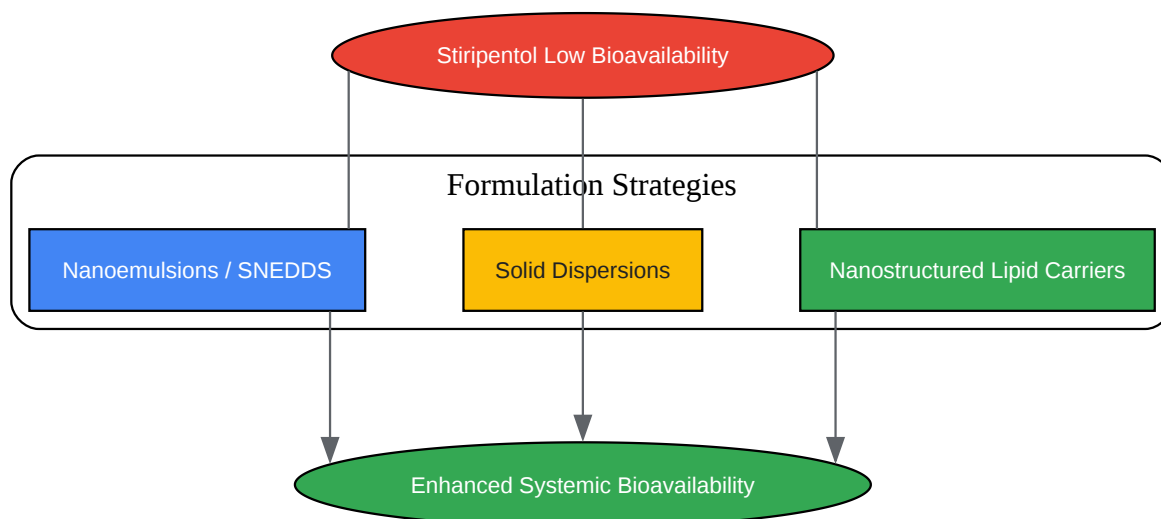 Stiripentol Low Bioavailability
Formulation Strategies
Nanoemulsions / SNEDDS
Solid Dispersions
Nanostructured Lipid Carriers
Enhanced Systemic Bioavailability